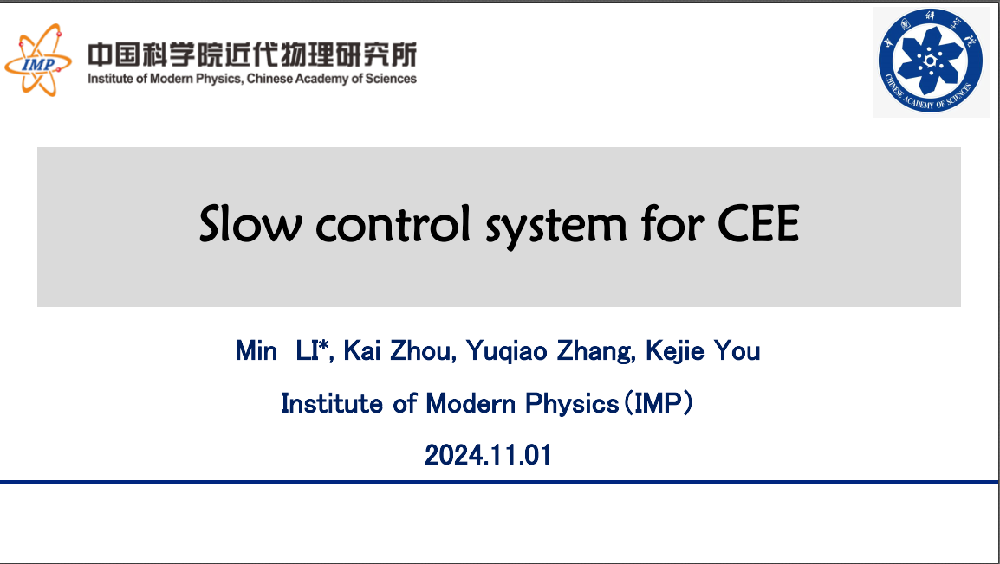 IMP
中国科学院近代物理研究所
Institute of Modern Physics, Chinese Academy of Sciences
中国科学院
CHINESE ACADEMY OF SCIENCES
Slow control system for CEE
Min LI*, Kai Zhou, Yuqiao Zhang, Kejie You
Institute of Modern Physics（IMP）
2024.11.01